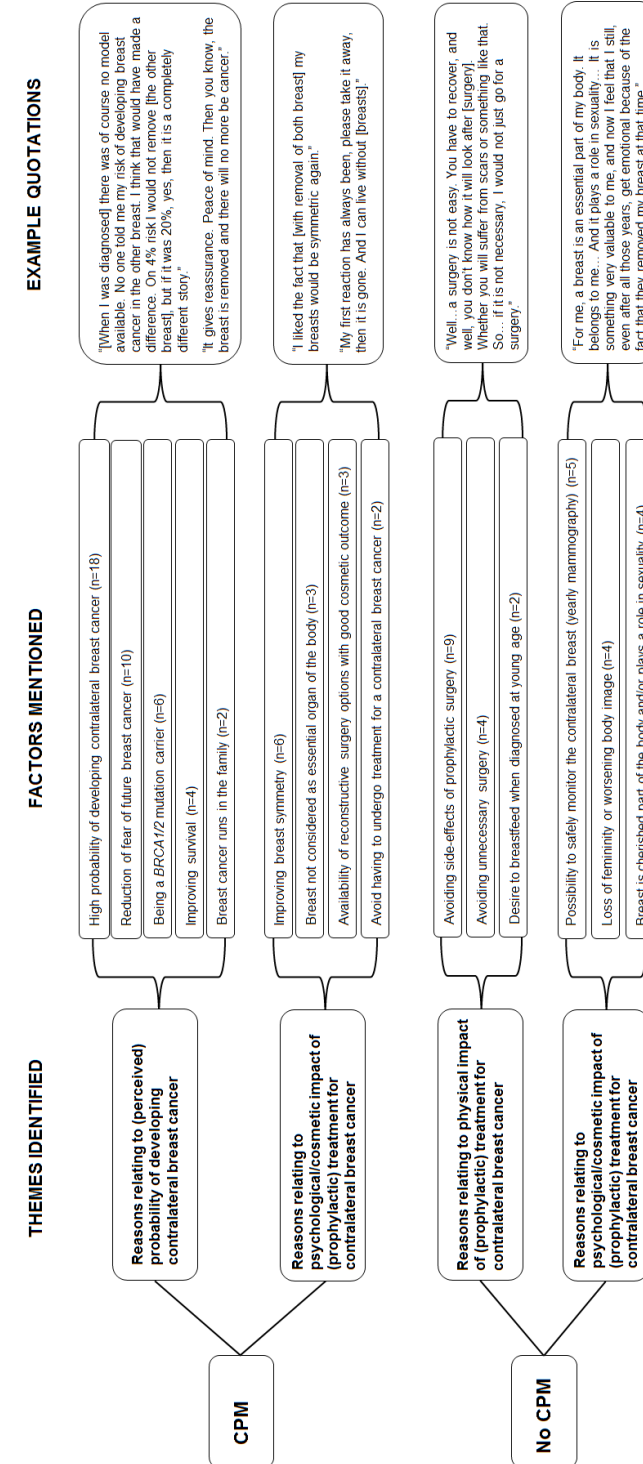 THEMES IDENTIFIED
FACTORS MENTIONED
EXAMPLE QUOTATIONS
CPM
Reasons relating to (perceived)
probability of developing
contralateral breast cancer
High probability of developing contralateral breast cancer (n=18)
Reduction of fear of future breast cancer (n=10)
Being a BRCA1/2 mutation carrier (n=6)
Improving survival (n=4)
Breast cancer runs in the family (n=2)
"[When I was diagnosed] there was of course no model
available. No one told me my risk of developing breast
cancer in the other breast. I think that would have made a
difference. On 4% risk I would not remove [the other
breast], but if it was 20%, yes, then it is a completely
different story."
"It gives reassurance. Peace of mind. Then you know, the
breast is removed and there will no more be cancer."
Reasons relating to
psychological/cosmetic impact of
(prophylactic) treatment for
contralateral breast cancer
Improving breast symmetry (n=6)
Breast not considered as essential organ of the body (n=3)
Availability of reconstructive surgery options with good cosmetic outcome (n=3)
Avoid having to undergo treatment for a contralateral breast cancer (n=2)
"I liked the fact that [with removal of both breast] my
breasts would be symmetric again."
"My first reaction has always been, please take it away,
then it is gone. And I can live without [breasts]."
No CPM
Reasons relating to physical impact
of (prophylactic) treatment for
contralateral breast cancer
Avoiding side-effects of prophylactic surgery (n=9)
Avoiding unnecessary surgery (n=4)
Desire to breastfeed when diagnosed at young age (n=2)
"Well... a surgery is not easy. You have to recover, and
well, you don't know how it will look after [surgery].
Whether you will suffer from scars or something like that.
So... if it is not necessary, I would not just go for a
surgery."
Reasons relating to
psychological/cosmetic impact of
(prophylactic) treatment for
contralateral breast cancer
Possibility to safely monitor the contralateral breast (yearly mammography) (n=5)
Loss of femininity or worsening body image (n=4)
Breast is cherished part of the body and/or plays a role in sexuality (n=4)
"For me, a breast is an essential part of my body. It
belongs to me... And it plays a role in sexuality... It is
something very valuable to me, and now I feel that I still,
even after all those years, get emotional because of the
fact that they removed my breast at that time."